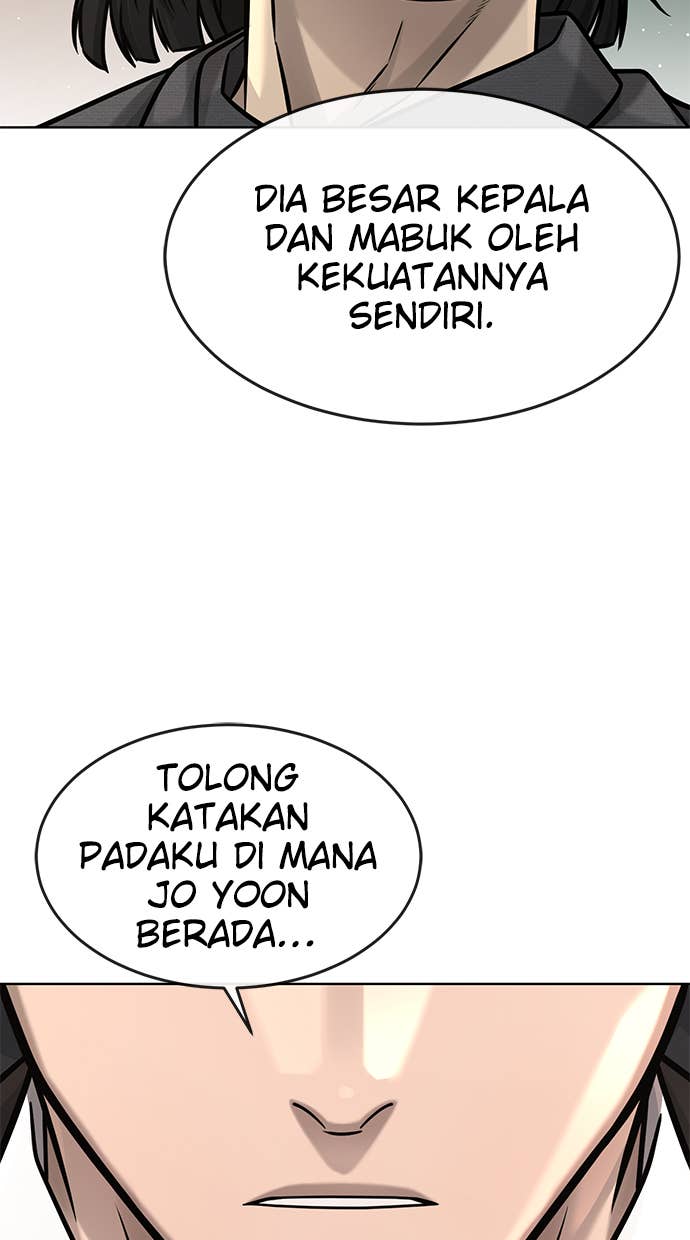 DIA BESAR KEPALA
DAN MABUK OLEH
KEKUATANNYA
SENDIRI.
TOLONG
KATAKAN
PADAKU DI MANA
JO YOON
BERADA...